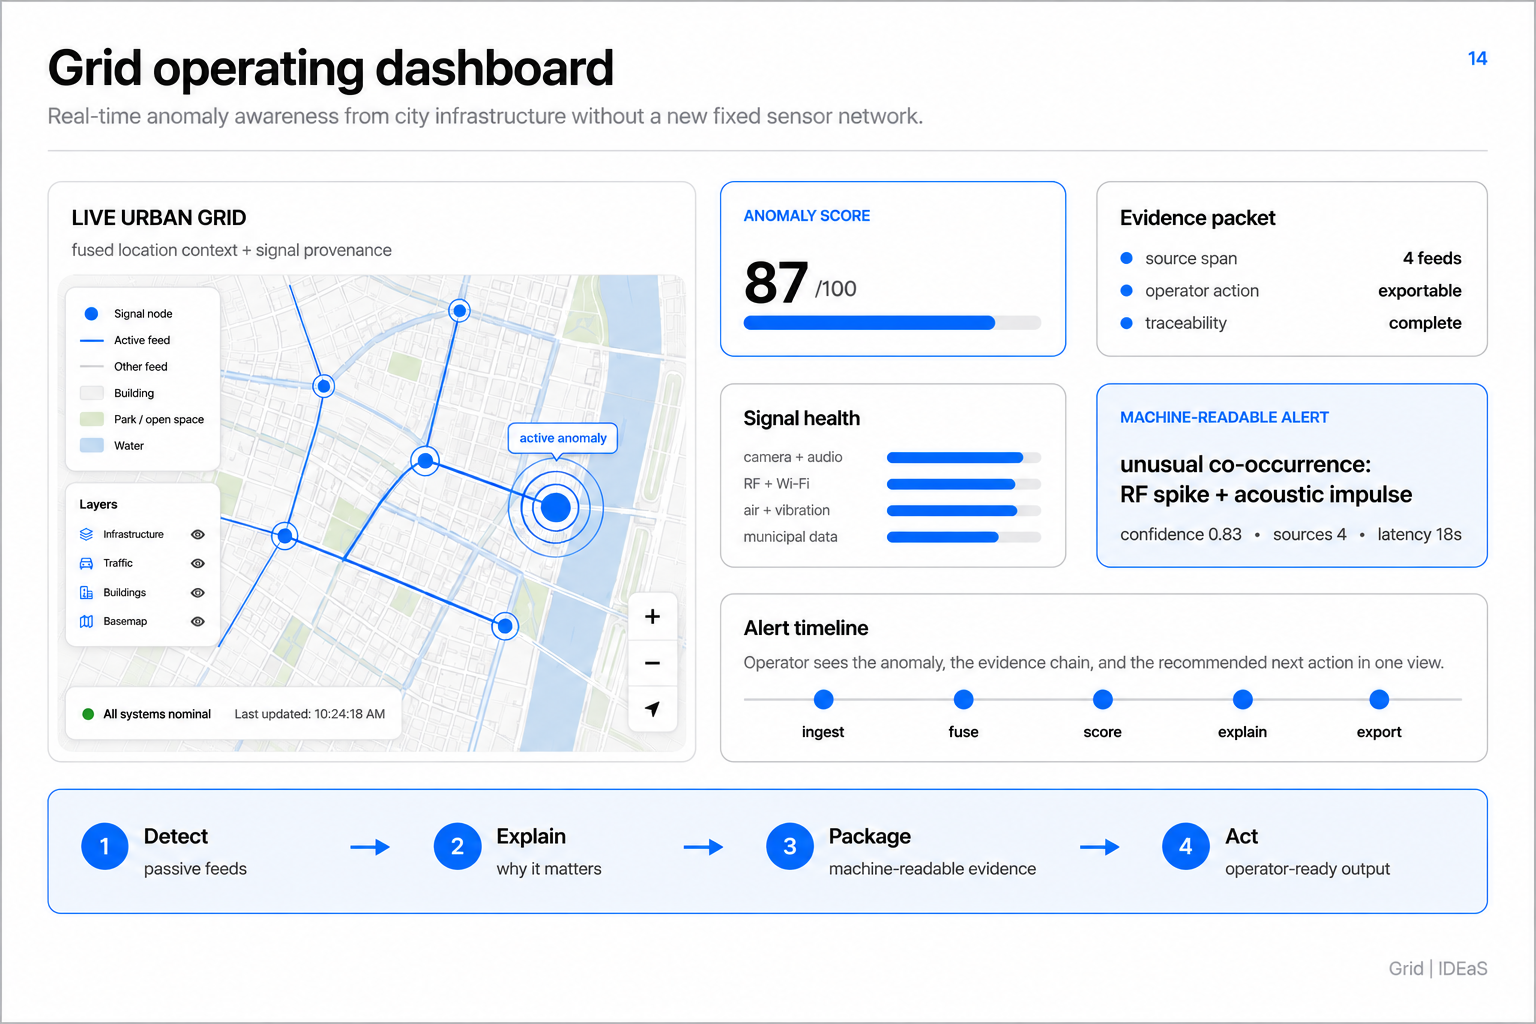 Grid operating dashboard
14
Real-time anomaly awareness from city infrastructure without a new fixed sensor network.
LIVE URBAN GRID
fused location context + signal provenance
Signal node
Active feed
Other feed
Building
Park / open space
Water
active anomaly
Layers
Infrastructure
Traffic
Buildings
Basemap
+
−
All systems nominal Last updated: 10:24:18 AM
ANOMALY SCORE
87 /100
Evidence packet
source span 4 feeds
operator action exportable
traceability complete
Signal health
camera + audio
RF + Wi-Fi
air + vibration
municipal data
MACHINE-READABLE ALERT
unusual co-occurrence:
RF spike + acoustic impulse
confidence 0.83 • sources 4 • latency 18s
Alert timeline
Operator sees the anomaly, the evidence chain, and the recommended next action in one view.
ingest fuse score explain export
1 Detect
passive feeds
2 Explain
why it matters
3 Package
machine-readable evidence
4 Act
operator-ready output
Grid | IDEaS